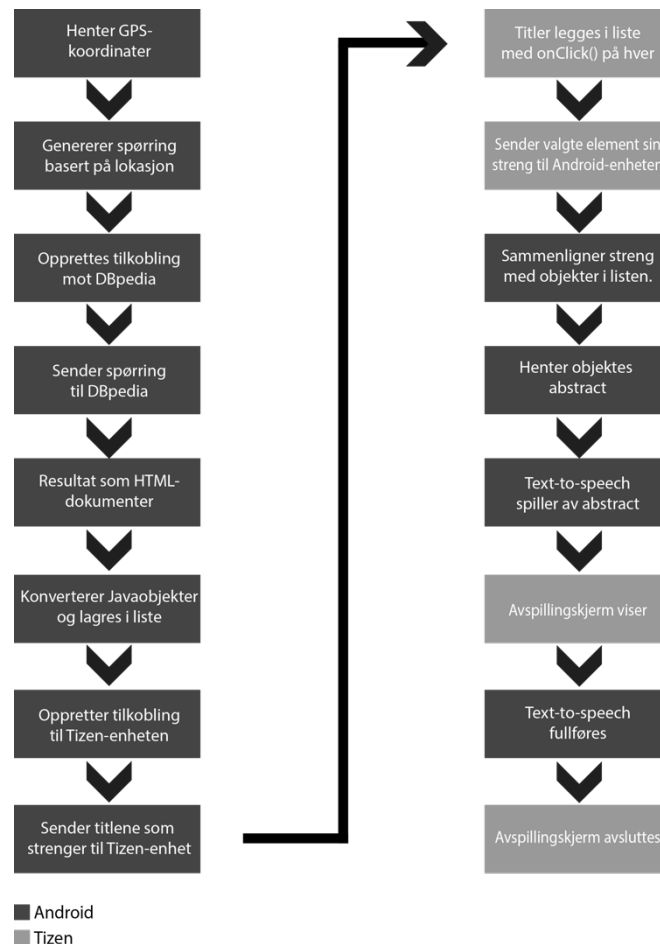 Henter GPS-
koordinater
Genererer spørring
basert på lokasjon
Opprettes tilkobling
mot DBpedia
Sender spørring
til DBpedia
Resultat som HTML-
dokumenter
Konverterer Javaobjekter
og lagres i liste
Oppretter tilkobling
til Tizen-enheten
Sender titlene som
strenger til Tizen-enhet
Titler legges i liste
med onClick() på hver
Sender valgte element sin
streng til Android-enheten
Sammenligner streng
med objekter i listen.
Henter objektes
abstract
Text-to-speech
spiller av abstract
Avspillingskjerm viser
Text-to-speech
fullføres
Avspillingskjerm avsluttes
Android
Tizen